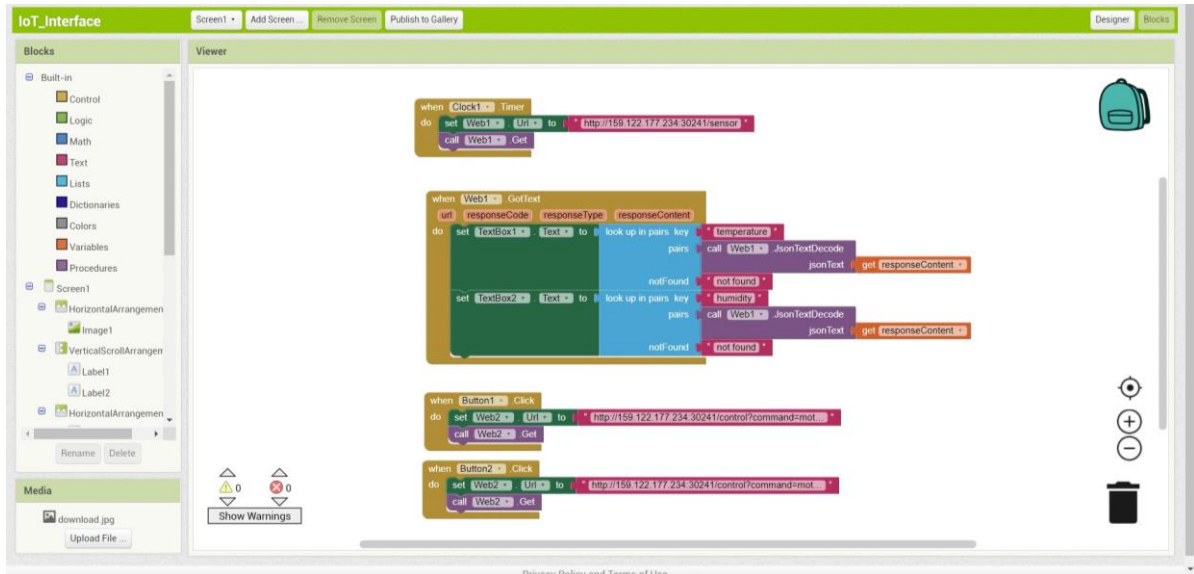 IoT_Interface Screen1 Add Screen ... Remove Screen Publish to Gallery Designer Blocks
Blocks
Built-in
Control
Logic
Math
Text
Lists
Dictionaries
Colors
Variables
Procedures
Screen1
HorizontalArrangemen
Image1
VerticalScrollArrangen
Label1
Label2
HorizontalArrangemen
Rename Delete
Media
download.jpg
Upload File ...
Viewer
when Clock1 .Timer
do set Web1 . Url to " http://159.122.177.234:30241/sensor "
call Web1 .Get
when Web1 .GotText
url responseCode responseType responseContent
do set TextBox1 . Text to look up in pairs key " temperature "
pairs call Web1 .JsonTextDecode
jsonText get responseContent
notFound " not found "
set TextBox2 . Text to look up in pairs key " humidity "
pairs call Web1 .JsonTextDecode
jsonText get responseContent
notFound " not found "
when Button1 .Click
do set Web2 . Url to " http://159.122.177.234:30241/control?command=mot... "
call Web2 .Get
when Button2 .Click
do set Web2 . Url to " http://159.122.177.234:30241/control?command=mot... "
call Web2 .Get
0 0
Show Warnings
Privacy Policy and Terms of Use